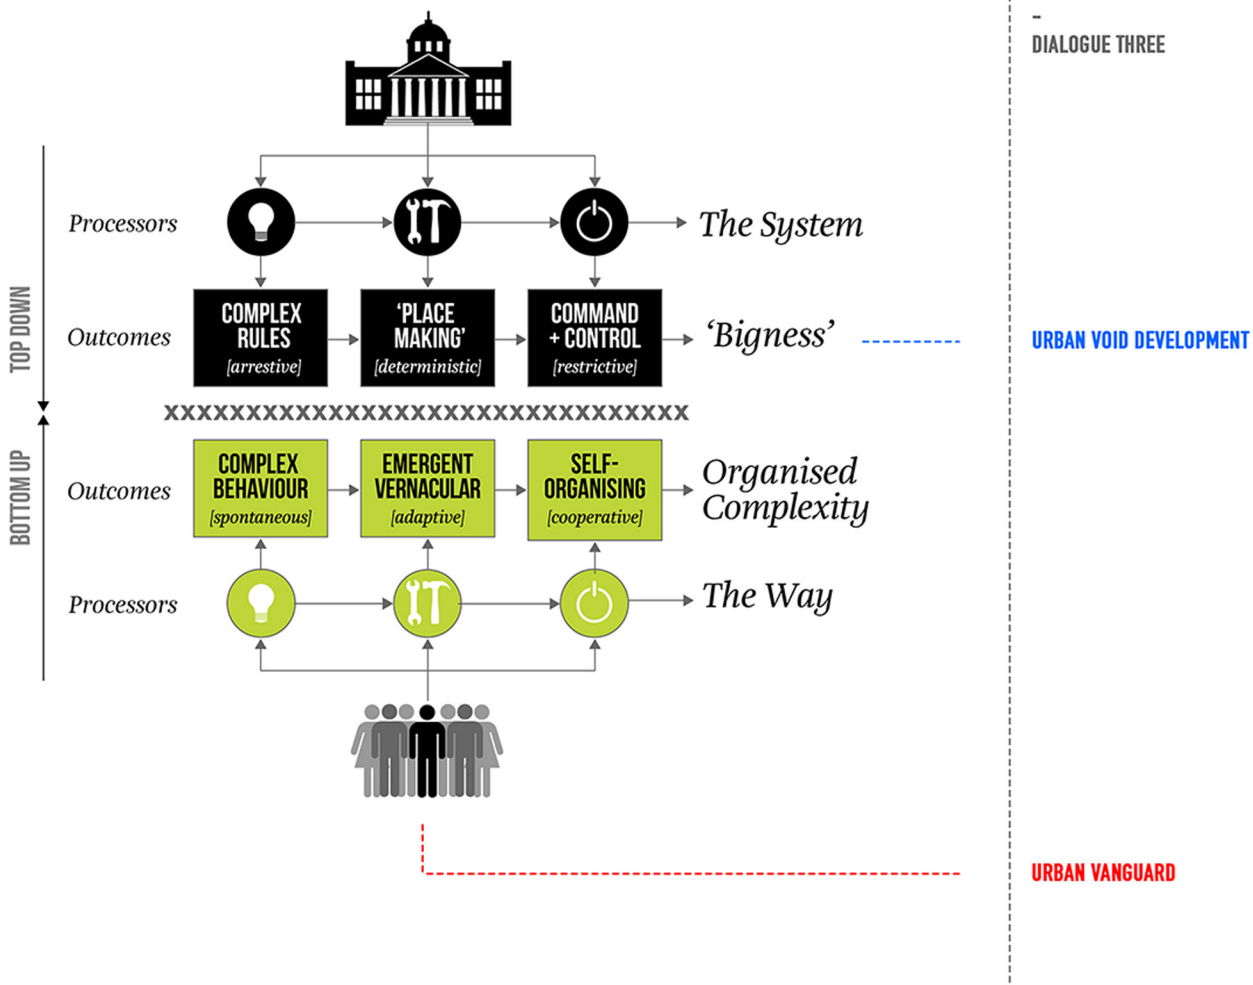 –
DIALOGUE THREE
Processors
The System
TOP DOWN
Outcomes
COMPLEX
RULES
[arrestive]
‘PLACE
MAKING’
[deterministic]
COMMAND
+ CONTROL
[restrictive]
‘Bigness’
URBAN VOID DEVELOPMENT
XXXXXXXXXXXXXXXXXXXXXXXXXXXXXXXX
BOTTOM UP
Outcomes
COMPLEX
BEHAVIOUR
[spontaneous]
EMERGENT
VERNACULAR
[adaptive]
SELF-
ORGANISING
[cooperative]
Organised
Complexity
Processors
The Way
URBAN VANGUARD